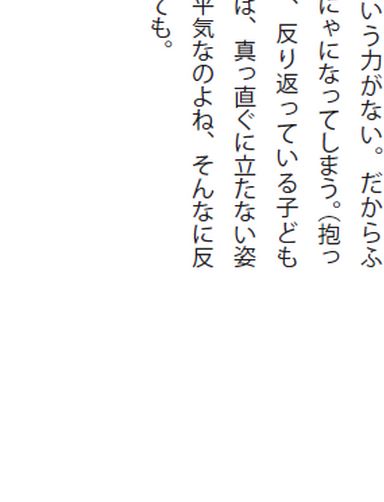 いう力がない。だからふ
にゃになってしまう。(抱っ
、反り返っている子ども
は、真っ直ぐに立たない姿
平気なのよね、そんなに反
ても。